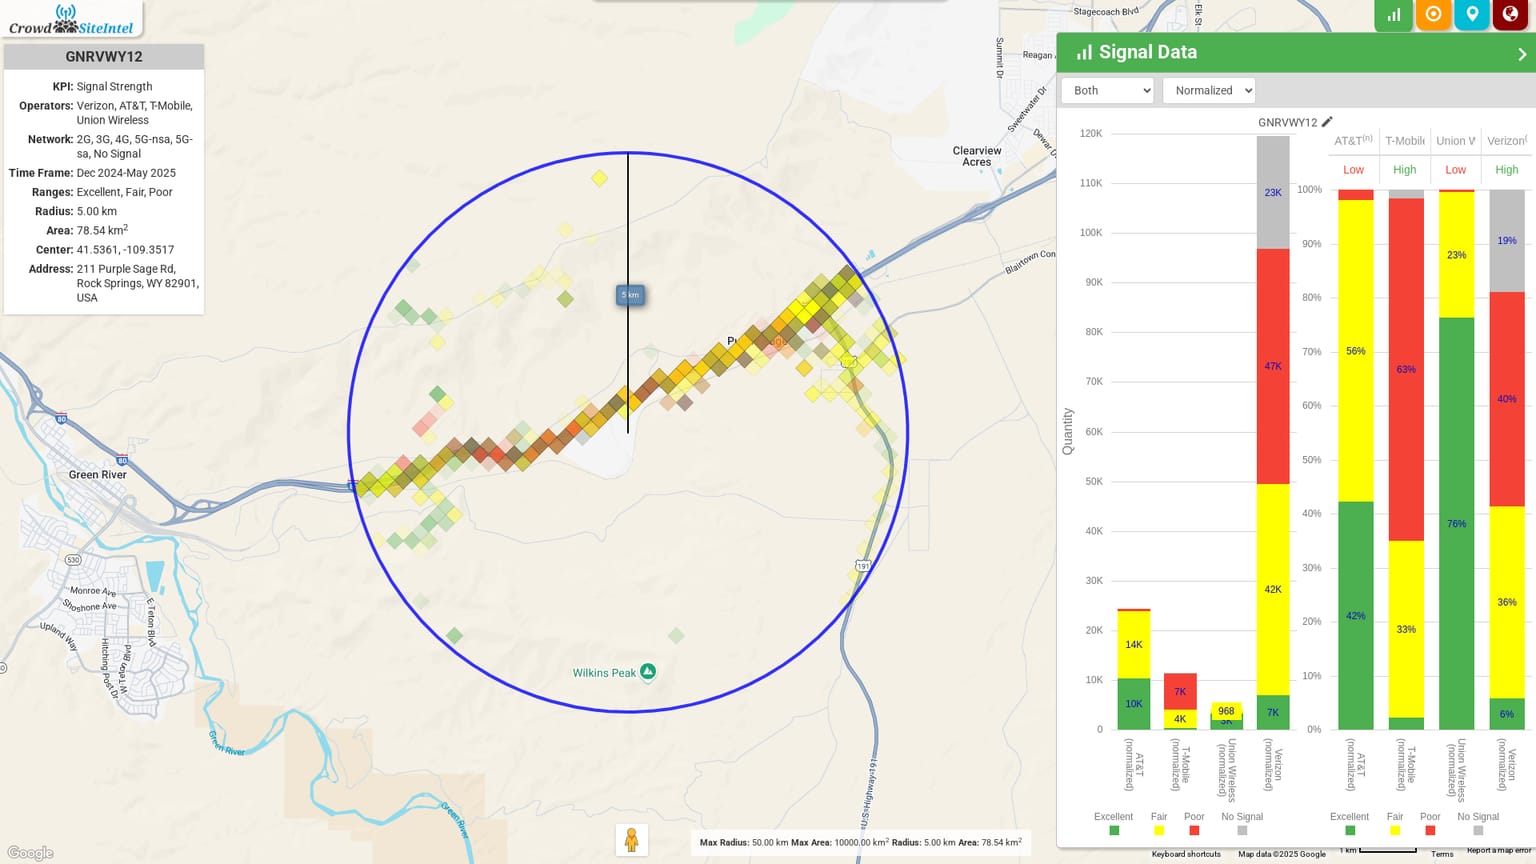 Crowd SiteIntel
GNRVWY12
KPI: Signal Strength
Operators: Verizon, AT&T, T-Mobile,
Union Wireless
Network: 2G, 3G, 4G, 5G-nsa, 5G-
sa, No Signal
Time Frame: Dec 2024-May 2025
Ranges: Excellent, Fair, Poor
Radius: 5.00 km
Area: 78.54 km2
Center: 41.5361, -109.3517
Address: 211 Purple Sage Rd,
Rock Springs, WY 82901,
USA
Stagecoach Blvd
Elk St
Summit Dr
Reagan
Sweetwater Dr
Dewar D
Clearview
Acres
Blairtown Con
5 km
80
80
Green River
530
Monroe Ave
Shoshone Ave
Upland Way
E Teton Blvd
Hitching Post Dr
W Teton Blvd
Green River
Green River
191
Wilkins Peak
U.S. Highway 191
Google
Max Radius: 50.00 km Max Area: 10000.00 km2 Radius: 5.00 km Area: 78.54 km2
Signal Data
Both
Normalized
GNRVWY12
120K
110K
100K
90K
80K
70K
60K
50K
40K
30K
20K
10K
0
Quantity
14K
10K
7K
4K
968
3K
23K
47K
42K
7K
AT&T
(normalized)
T-Mobile
(normalized)
Union Wireless
(normalized)
Verizon
(normalized)
Excellent
Fair
Poor
No Signal
AT&T(n)
T-Mobile
Union W
Verizon(
Low
High
Low
High
100%
90%
80%
70%
60%
50%
40%
30%
20%
10%
0%
56%
42%
63%
33%
23%
76%
19%
40%
36%
6%
AT&T
(normalized)
T-Mobile
(normalized)
Union Wireless
(normalized)
Verizon
(normalized)
Excellent
Fair
Poor
No Signal
Keyboard shortcuts
Map data ©2025 Google
1 km
Terms
Report a map error